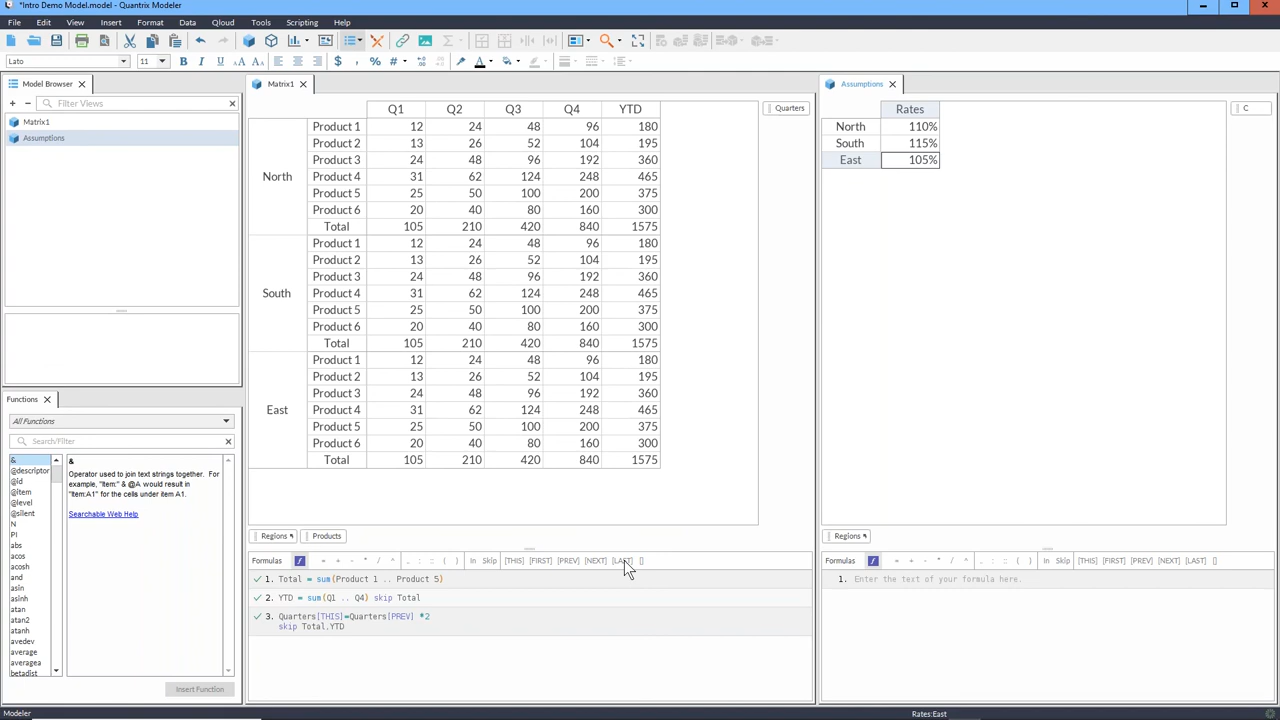 *Intro Demo Model.model - Quantrix Modeler
File Edit View Insert Format Data Qloud Tools Scripting Help
Lato 11 B I U A A $ , % #
Model Browser
Filter Views
Matrix1
Assumptions
Functions
All Functions
Search/Filter
&
@descriptor
@id
@item
@level
@silent
N
PI
abs
acos
acosh
and
asin
asinh
atan
atan2
atanh
avedev
average
averagea
betadist
&
Operator used to join text strings together. For
example, "Item:" & @A would result in
"Item:A1" for the cells under item A1.
Searchable Web Help
Insert Function
Matrix1
Q1 Q2 Q3 Q4 YTD
Quarters
North
Product 1 12 24 48 96 180
Product 2 13 26 52 104 195
Product 3 24 48 96 192 360
Product 4 31 62 124 248 465
Product 5 25 50 100 200 375
Product 6 20 40 80 160 300
Total 105 210 420 840 1575
South
Product 1 12 24 48 96 180
Product 2 13 26 52 104 195
Product 3 24 48 96 192 360
Product 4 31 62 124 248 465
Product 5 25 50 100 200 375
Product 6 20 40 80 160 300
Total 105 210 420 840 1575
East
Product 1 12 24 48 96 180
Product 2 13 26 52 104 195
Product 3 24 48 96 192 360
Product 4 31 62 124 248 465
Product 5 25 50 100 200 375
Product 6 20 40 80 160 300
Total 105 210 420 840 1575
Regions Products
Formulas f = + - * / ^ . : :: ( ) In Skip [THIS] [FIRST] [PREV] [NEXT] [LAST] []
1. Total = sum(Product 1 .. Product 5)
2. YTD = sum(Q1 .. Q4) skip Total
3. Quarters[THIS]=Quarters[PREV] *2
skip Total,YTD
Assumptions
Rates
C
North 110%
South 115%
East 105%
Regions
Formulas f = + - * / ^ . : :: ( ) In Skip [THIS] [FIRST] [PREV] [NEXT] [LAST] []
1. Enter the text of your formula here.
Modeler
Rates:East